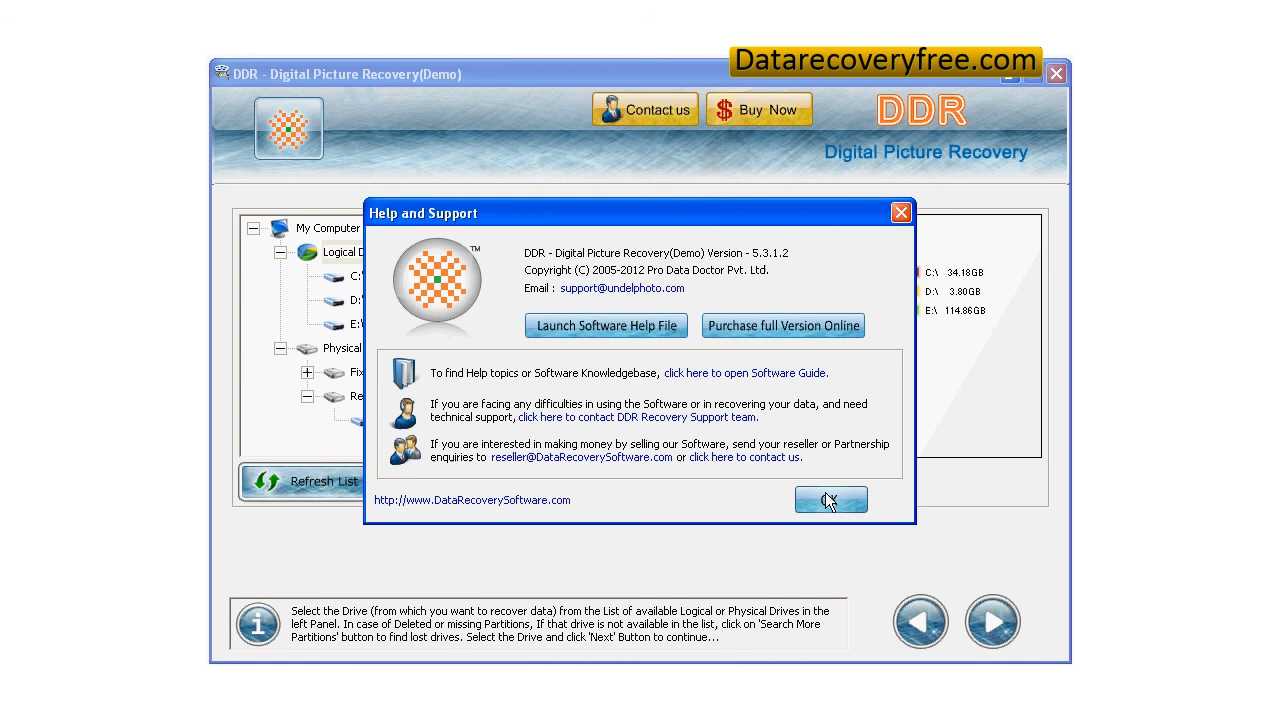 Datarecoveryfree.com
DDR - Digital Picture Recovery(Demo)
Contact us
$ Buy Now
DDR
Digital Picture Recovery
Help and Support
My Computer
Logical D
C:\
D:\
E:\
Physical
Fix
Re
TM
DDR - Digital Picture Recovery(Demo) Version - 5.3.1.2
Copyright (C) 2005-2012 Pro Data Doctor Pvt. Ltd.
Email : support@undelphoto.com
Launch Software Help File
Purchase full Version Online
To find Help topics or Software Knowledgebase, click here to open Software Guide.
If you are facing any difficulties in using the Software or in recovering your data, and need
technical support, click here to contact DDR Recovery Support team.
If you are interested in making money by selling our Software, send your reseller or Partnership
enquiries to reseller@DataRecoverySoftware.com or click here to contact us.
http://www.DataRecoverySoftware.com
C:\ 34.18GB
D:\ 3.80GB
E:\ 114.86GB
Refresh List
Select the Drive (from which you want to recover data) from the List of available Logical or Physical Drives in the
left Panel. In case of Deleted or missing Partitions, If that drive is not available in the list, click on 'Search More
Partitions' button to find lost drives. Select the Drive and click 'Next' Button to continue...